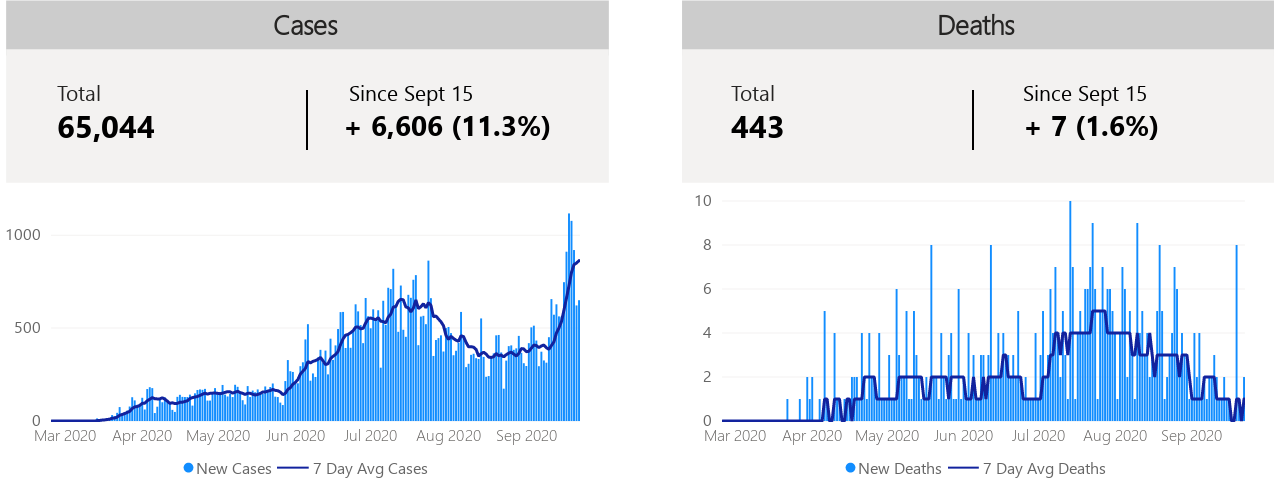 Cases
Total
Since Sept 15
65,044
+ 6,606 (11.3%)
1000
500
0
Mar 2020 Apr 2020 May 2020 Jun 2020 Jul 2020 Aug 2020 Sep 2020
New Cases 7 Day Avg Cases
Deaths
Total
Since Sept 15
443
+ 7 (1.6%)
10
8
6
4
2
0
Mar 2020 Apr 2020 May 2020 Jun 2020 Jul 2020 Aug 2020 Sep 2020
New Deaths 7 Day Avg Deaths